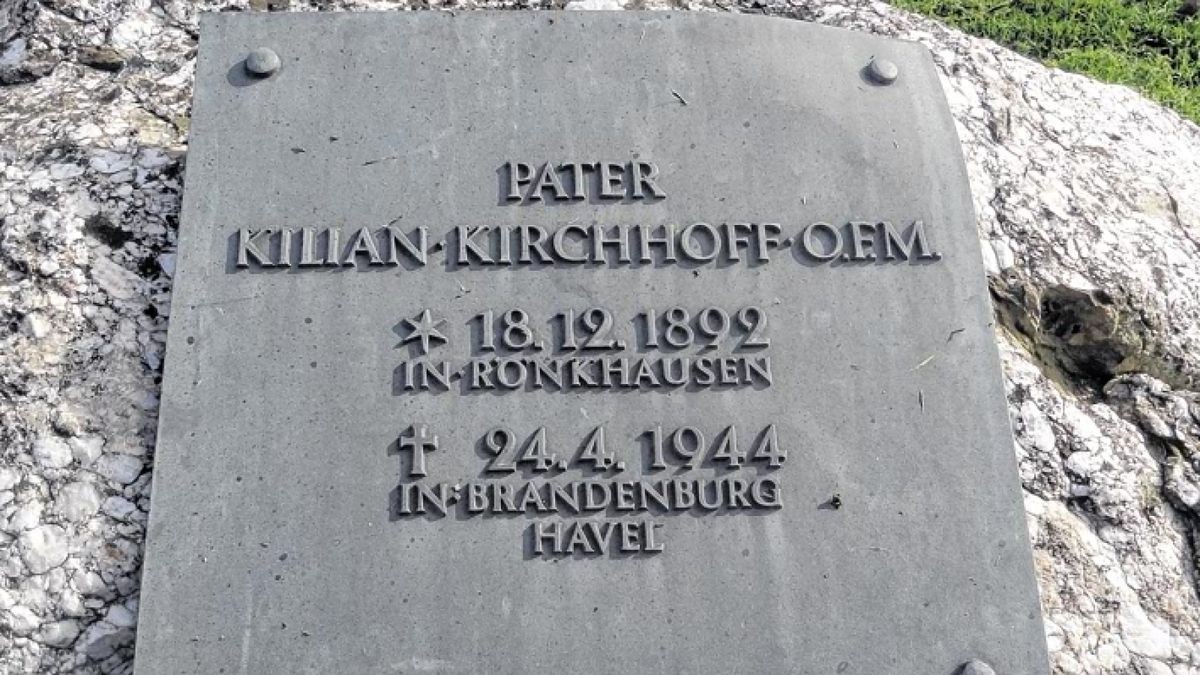 PATER
KILIAN·KIRCHHOFF·O.F.M.
* 18.12.1892
IN·RÖNKHAUSEN
† 24.4.1944
IN·BRANDENBURG
HAVEL